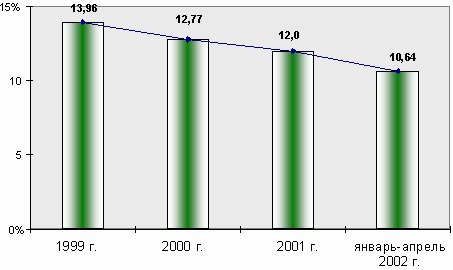 15%
13,96
12,77
12,0
10,64
10
5
0%
1999 г.
2000 г.
2001 г.
январь-апрель
2002 г.